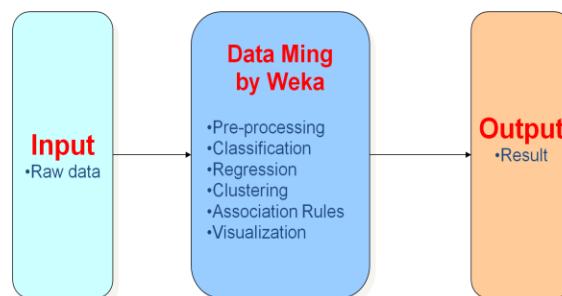 Input
•Raw data
Data Ming
by Weka
•Pre-processing
•Classification
•Regression
•Clustering
•Association Rules
•Visualization
Output
•Result